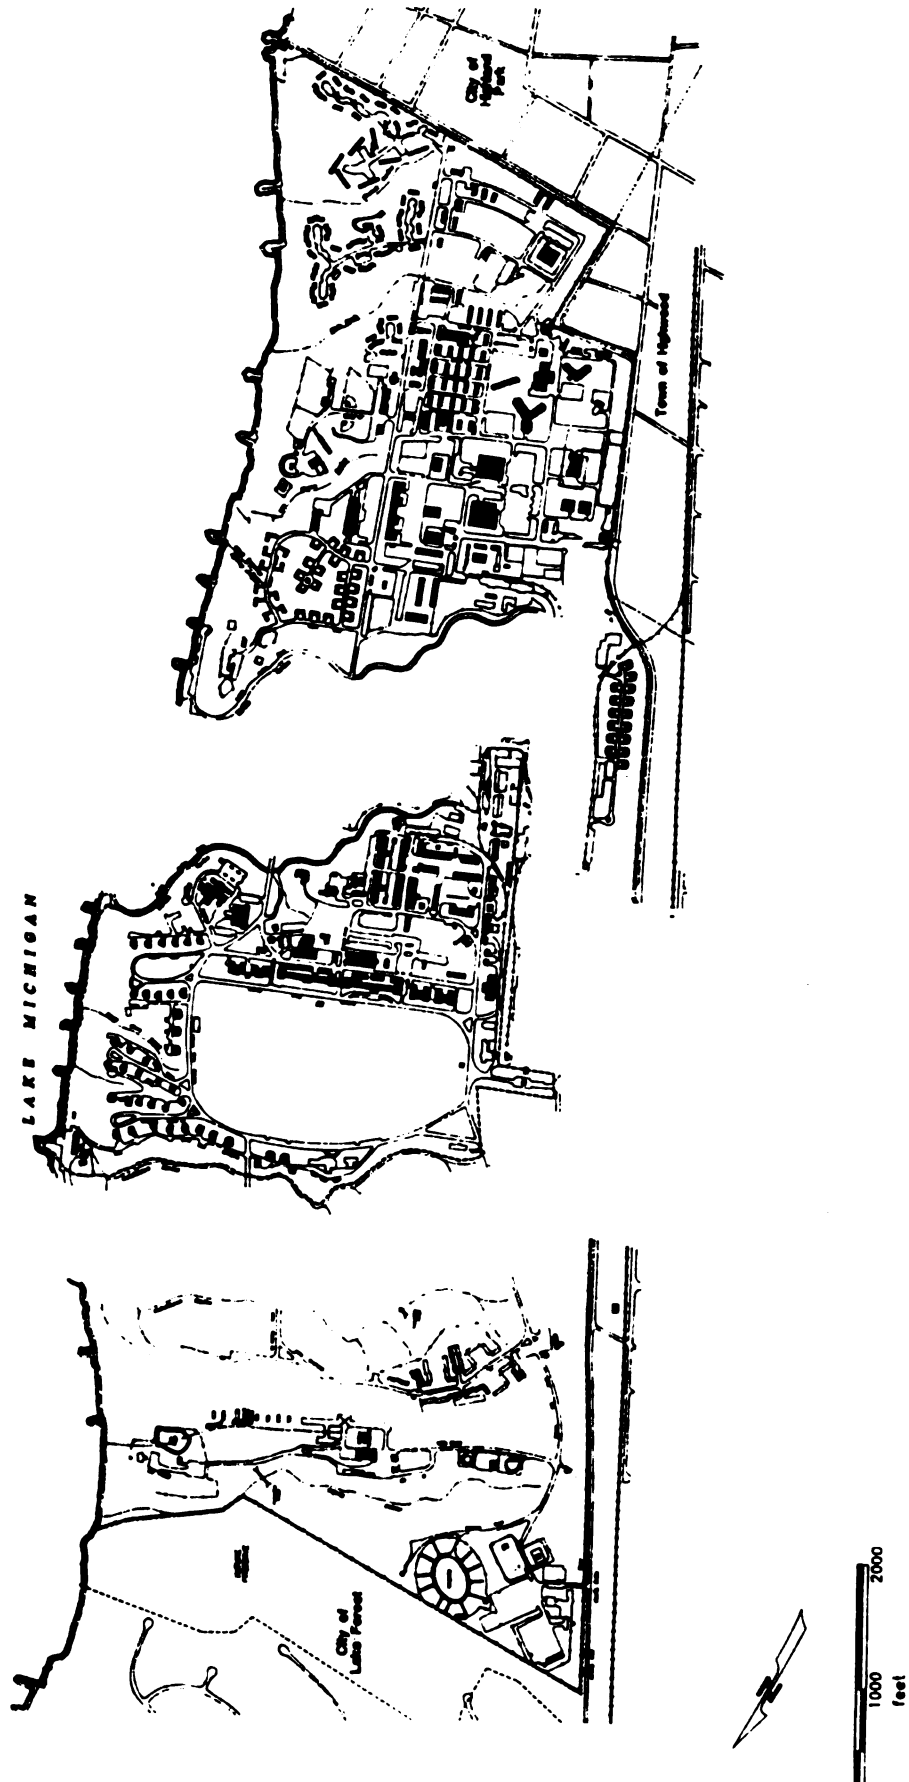 City of
Highland
Park
Town of Highwood
LAKE MICHIGAN
City of
Lake Forest
N
1000
2000
feet